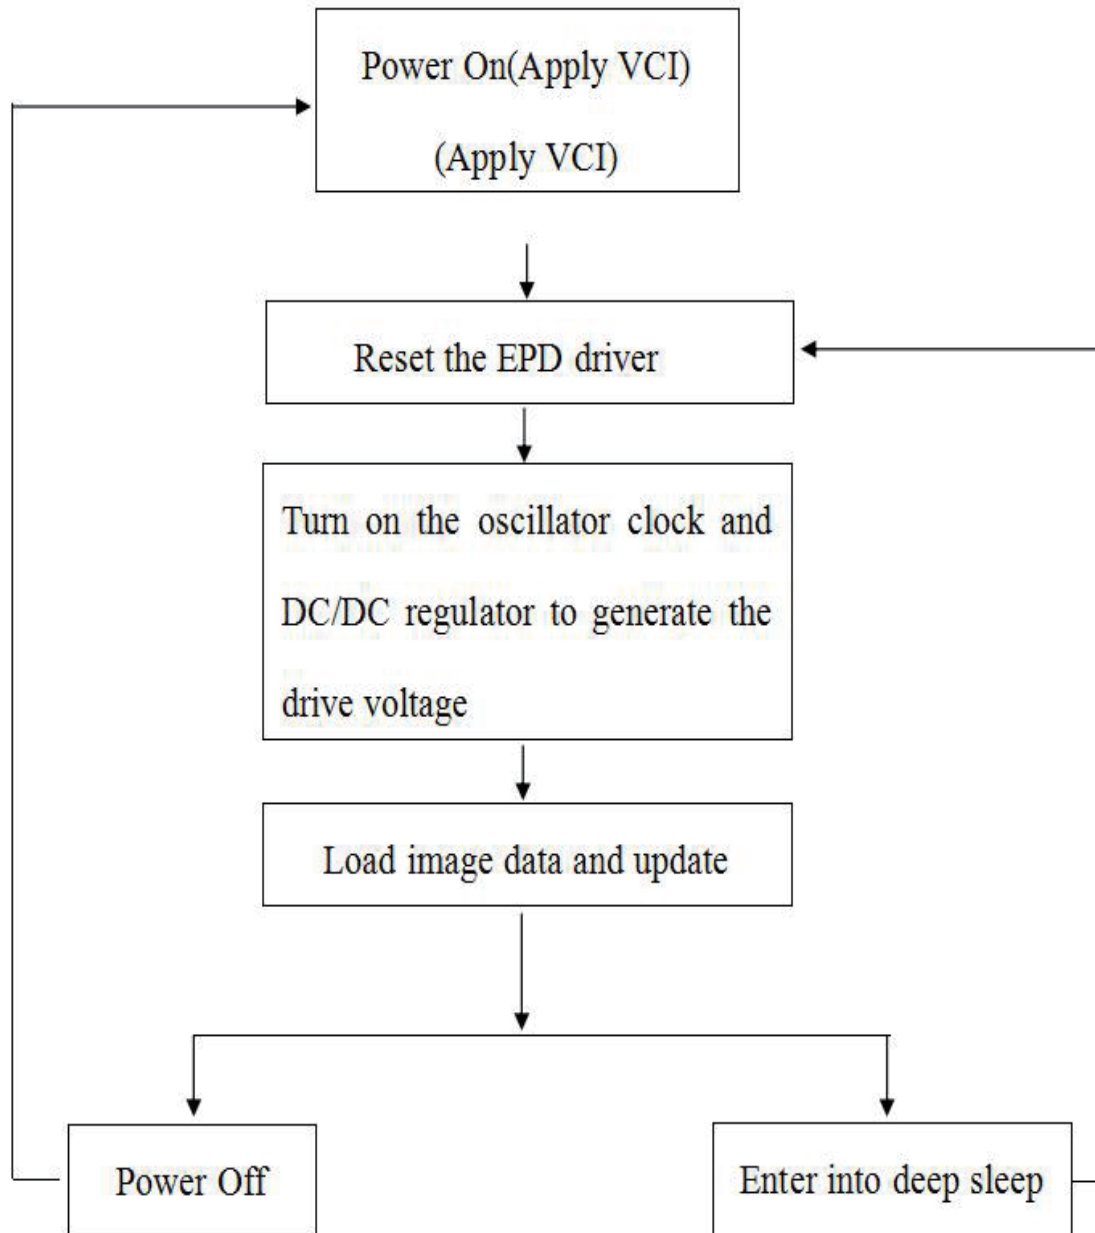 Power On(Apply VCI)
(Apply VCI)
Reset the EPD driver
Turn on the oscillator clock and
DC/DC regulator to generate the
drive voltage
Load image data and update
Power Off
Enter into deep sleep